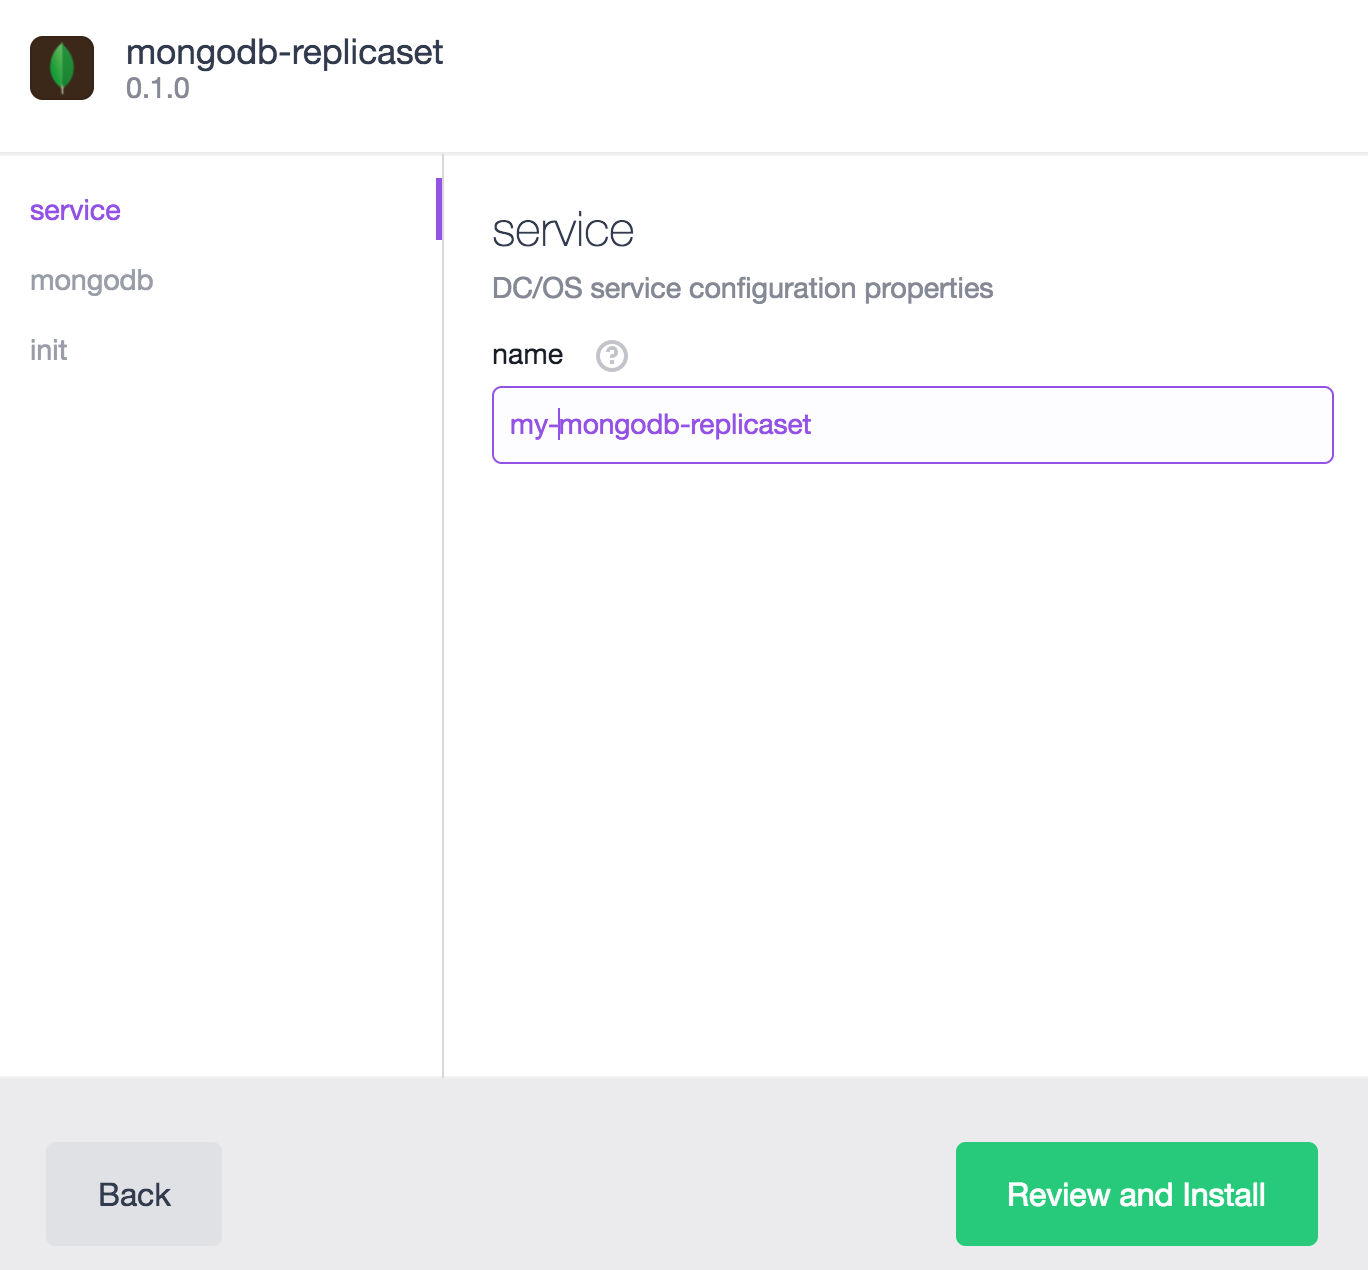 mongodb-replicaset
0.1.0
service
mongodb
init
service
DC/OS service configuration properties
name ?
my-mongodb-replicaset
Back
Review and Install